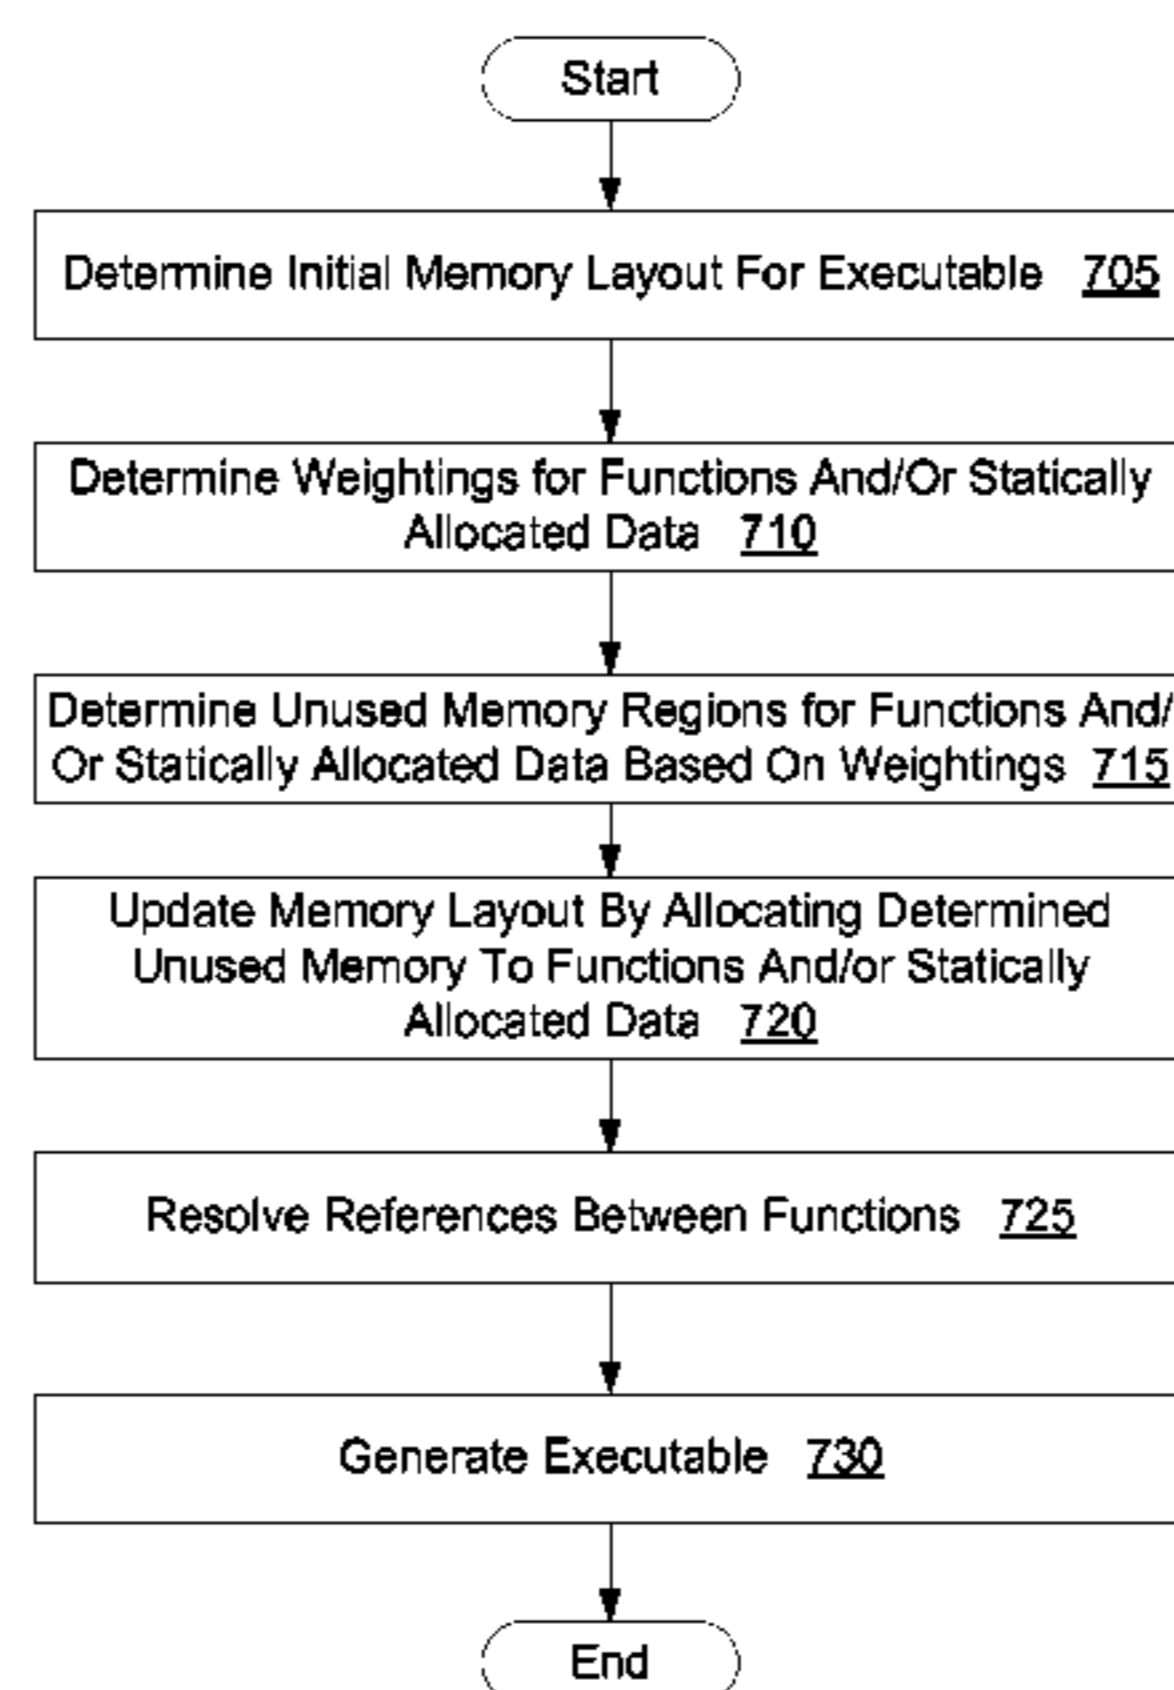 Start
Determine Initial Memory Layout For Executable 705
Determine Weightings for Functions And/Or Statically
Allocated Data 710
Determine Unused Memory Regions for Functions And/
Or Statically Allocated Data Based On Weightings 715
Update Memory Layout By Allocating Determined
Unused Memory To Functions And/or Statically
Allocated Data 720
Resolve References Between Functions 725
Generate Executable 730
End